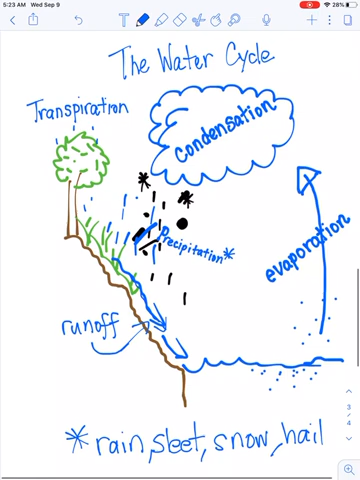 5:23 AM Wed Sep 9
28%
The Water Cycle
Transpiration
condensation
precipitation*
evaporation
runoff
3
/
4
*rain, sleet, snow, hail